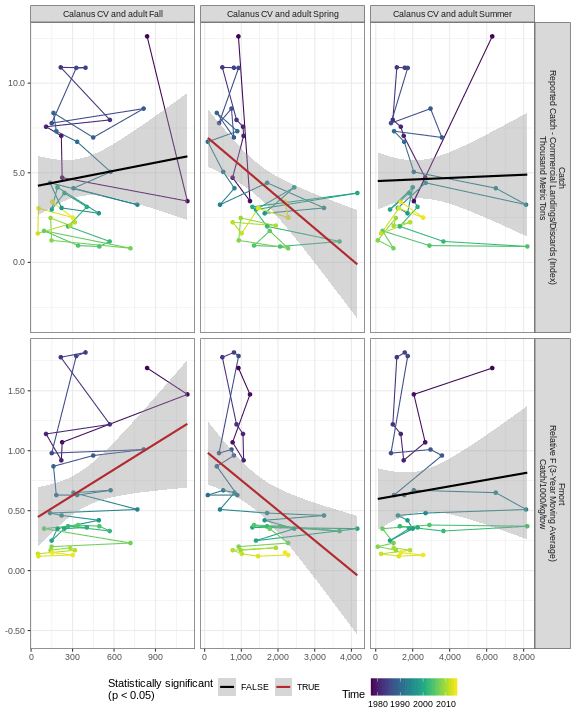 Calanus CV and adult Fall
Calanus CV and adult Spring
Calanus CV and adult Summer
10.0
5.0
0.0
Catch
Reported Catch - Commercial Landings/Discards (Index)
Thousand Metric Tons
1.50
1.00
0.50
0.00
-0.50
Fmort
Relative F (3-Year Moving Average)
Catch/1000/kg/tow
0 300 600 900
0 1,000 2,000 3,000 4,000
0 2,000 4,000 6,000 8,000
Statistically significant
(p < 0.05)
FALSE
TRUE
Time
1980 1990 2000 2010